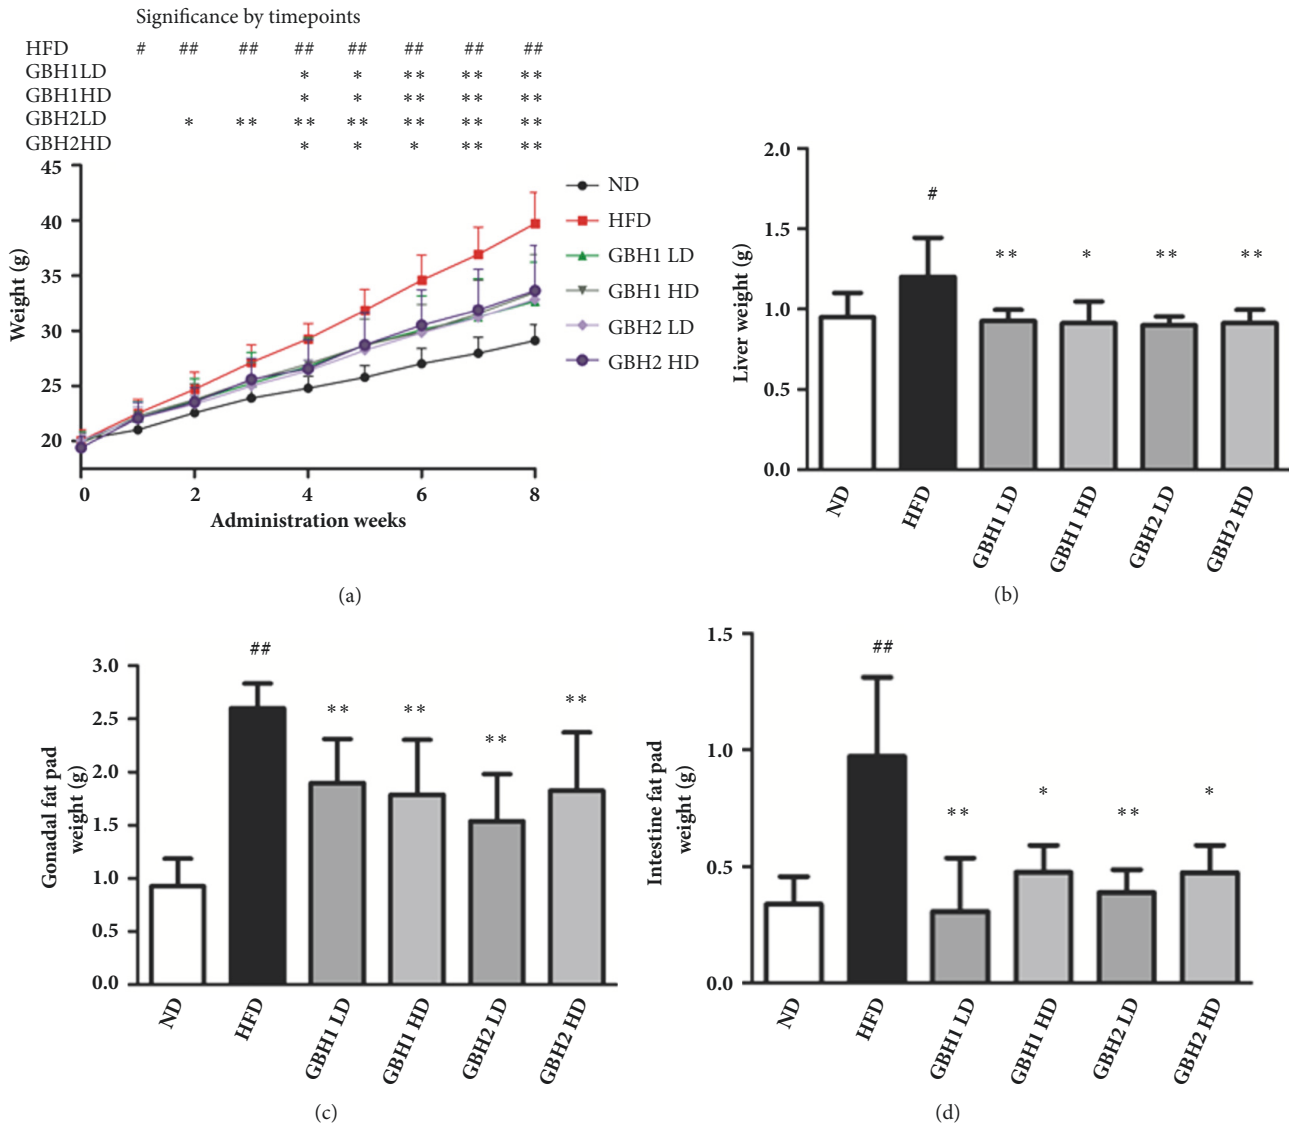 Significance by timepoints
HFD # ## ## ## ## ## ## ##
GBH1LD * * ** ** **
GBH1HD * * ** ** **
GBH2LD * ** ** ** ** ** **
GBH2HD * * * ** **
45
40
35
30
25
20
Weight (g)
0 2 4 6 8
Administration weeks
ND
HFD
GBH1 LD
GBH1 HD
GBH2 LD
GBH2 HD
(a)
2.0
1.5
1.0
0.5
0.0
Liver weight (g)
# ** * ** **
ND HFD GBH1 LD GBH1 HD GBH2 LD GBH2 HD
(b)
3.0
2.5
2.0
1.5
1.0
0.5
0.0
Gonadal fat pad
weight (g)
## ** ** ** **
ND HFD GBH1 LD GBH1 HD GBH2 LD GBH2 HD
(c)
1.5
1.0
0.5
0.0
Intestine fat pad
weight (g)
## ** * ** *
ND HFD GBH1 LD GBH1 HD GBH2 LD GBH2 HD
(d)